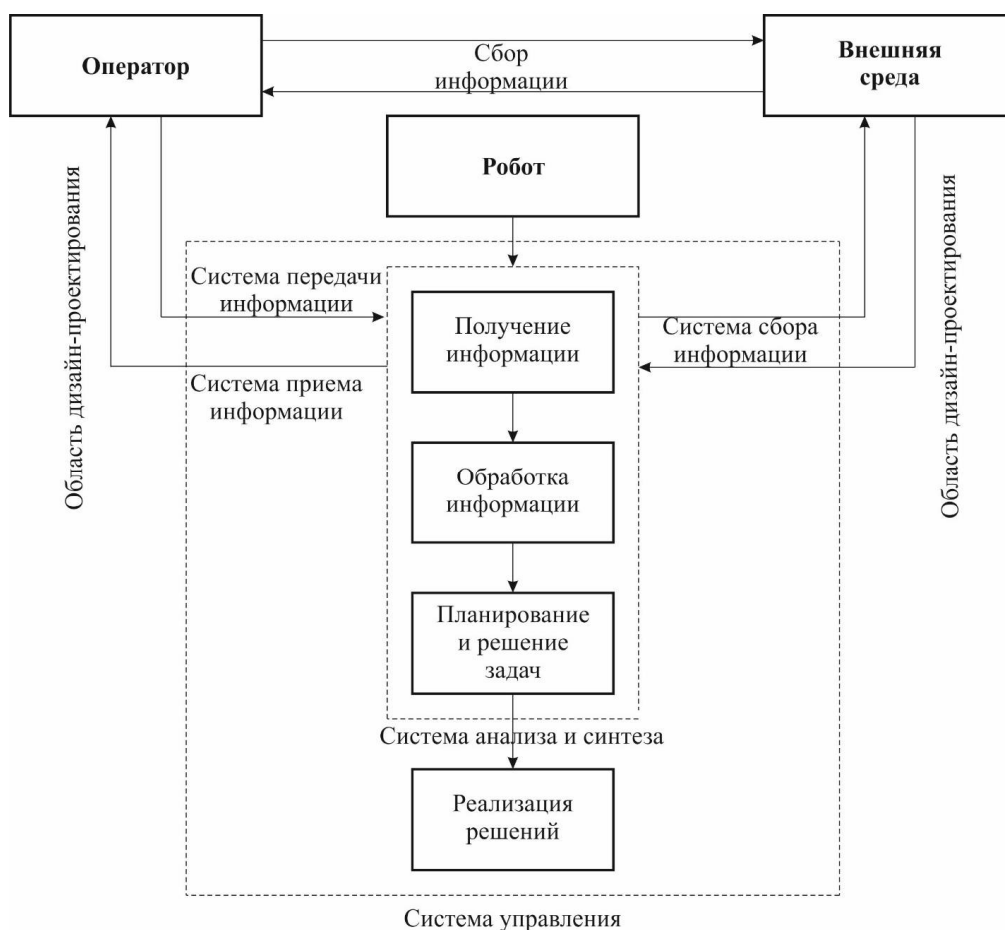 Оператор
Сбор
информации
Внешняя
среда
Робот
Область дизайн-проектирования
Система передачи
информации
Система приема
информации
Получение
информации
Система сбора
информации
Область дизайн-проектирования
Обработка
информации
Планирование
и решение
задач
Система анализа и синтеза
Реализация
решений
Система управления